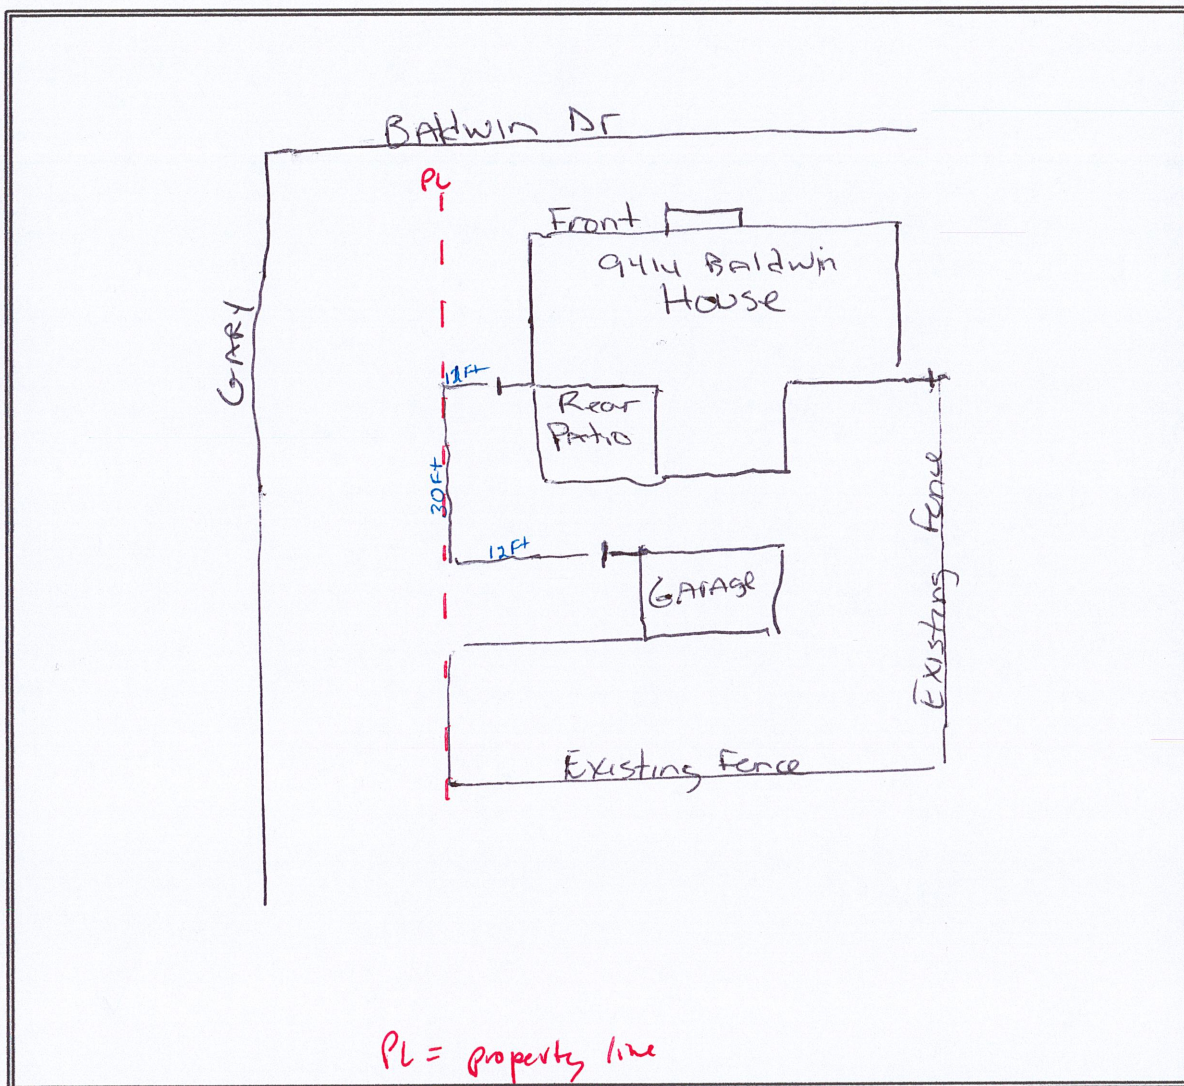 Baldwin Dr
PL
Front
9414 Baldwin
House
GARY
Rear
Patio
30Ft
12Ft
Garage
Existing Fence
Existing Fence
PL = property line